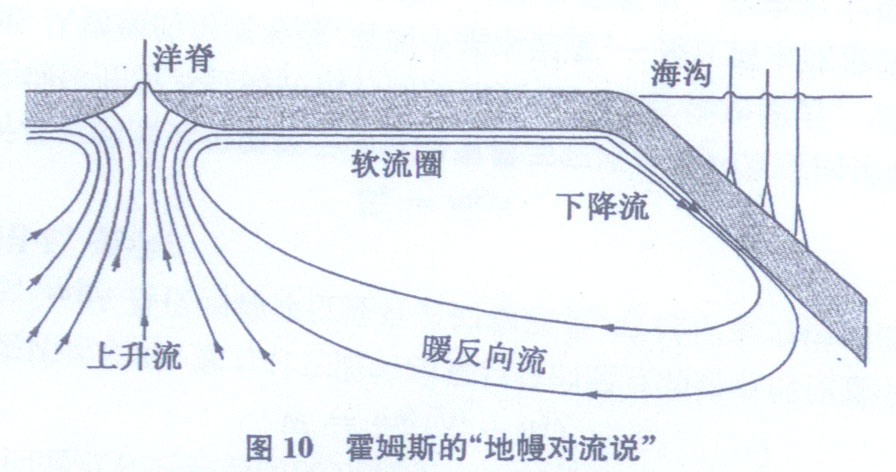 洋脊
海沟
软流圈
下降流
暖反向流
上升流
图 10 霍姆斯的“地幔对流说”